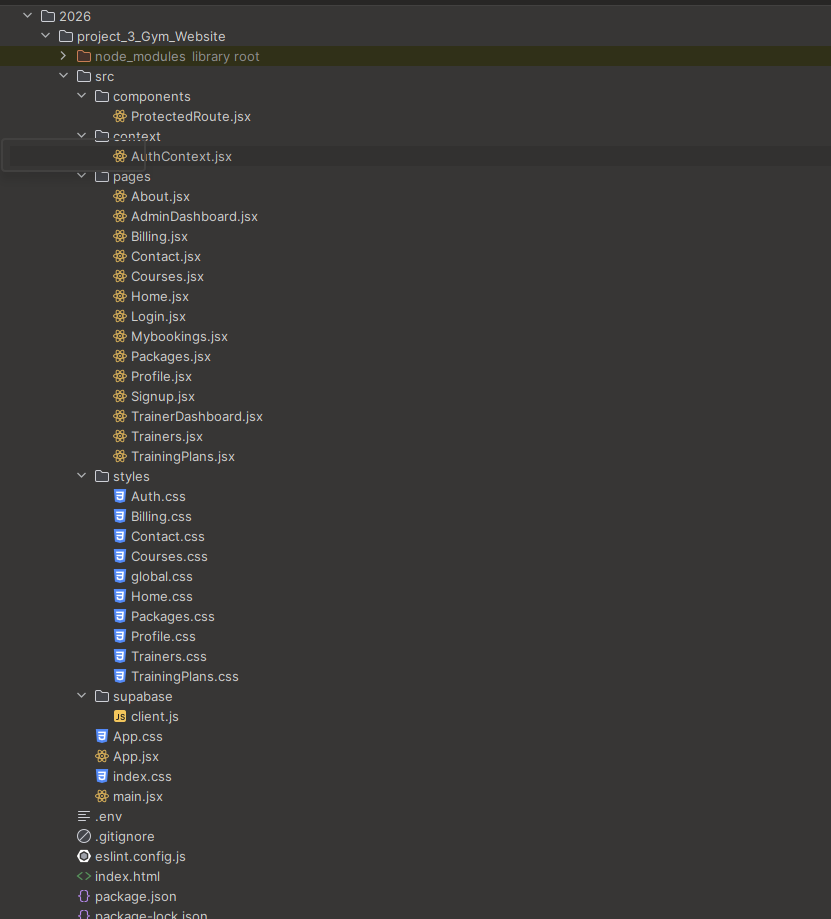 2026
project_3_Gym_Website
node_modules library root
src
components
ProtectedRoute.jsx
context
AuthContext.jsx
pages
About.jsx
AdminDashboard.jsx
Billing.jsx
Contact.jsx
Courses.jsx
Home.jsx
Login.jsx
Mybookings.jsx
Packages.jsx
Profile.jsx
Signup.jsx
TrainerDashboard.jsx
Trainers.jsx
TrainingPlans.jsx
styles
Auth.css
Billing.css
Contact.css
Courses.css
global.css
Home.css
Packages.css
Profile.css
Trainers.css
TrainingPlans.css
supabase
JS client.js
App.css
App.jsx
index.css
main.jsx
.env
.gitignore
eslint.config.js
index.html
package.json
package-lock.json